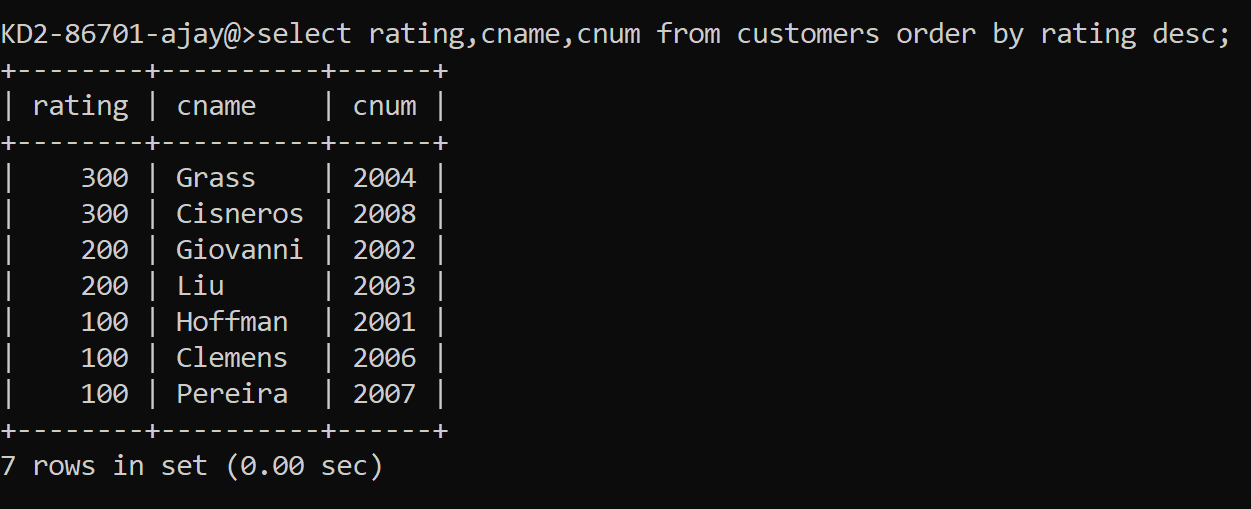 KD2-86701-ajay@>select rating,cname,cnum from customers order by rating desc;
+--------+----------+------+
| rating | cname    | cnum |
+--------+----------+------+
|    300 | Grass    | 2004 |
|    300 | Cisneros | 2008 |
|    200 | Giovanni | 2002 |
|    200 | Liu      | 2003 |
|    100 | Hoffman  | 2001 |
|    100 | Clemens  | 2006 |
|    100 | Pereira  | 2007 |
+--------+----------+------+
7 rows in set (0.00 sec)